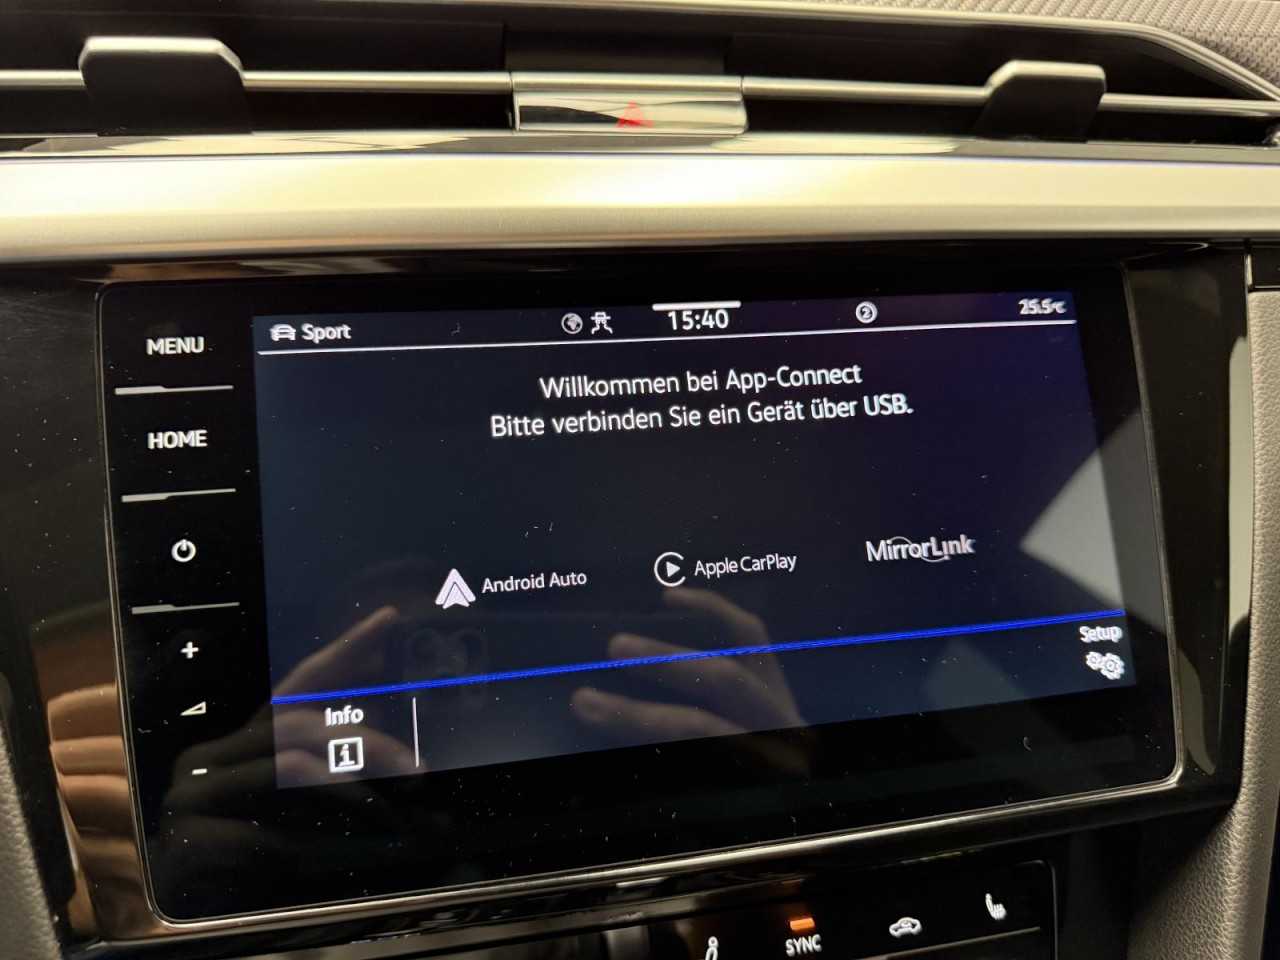 Sport
15:40
2
25.5°C
MENU
HOME
Willkommen bei App-Connect
Bitte verbinden Sie ein Gerät über USB.
Android Auto
Apple CarPlay
MirrorLink
Setup
Info
i
+
-
SYNC